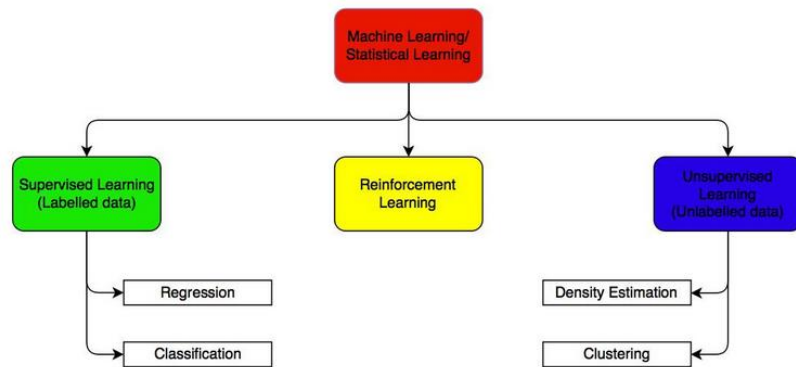 Machine Learning/
Statistical Learning
Supervised Learning
(Labelled data)
Reinforcement
Learning
Unsupervised
Learning
(Unlabelled data)
Regression
Density Estimation
Classification
Clustering